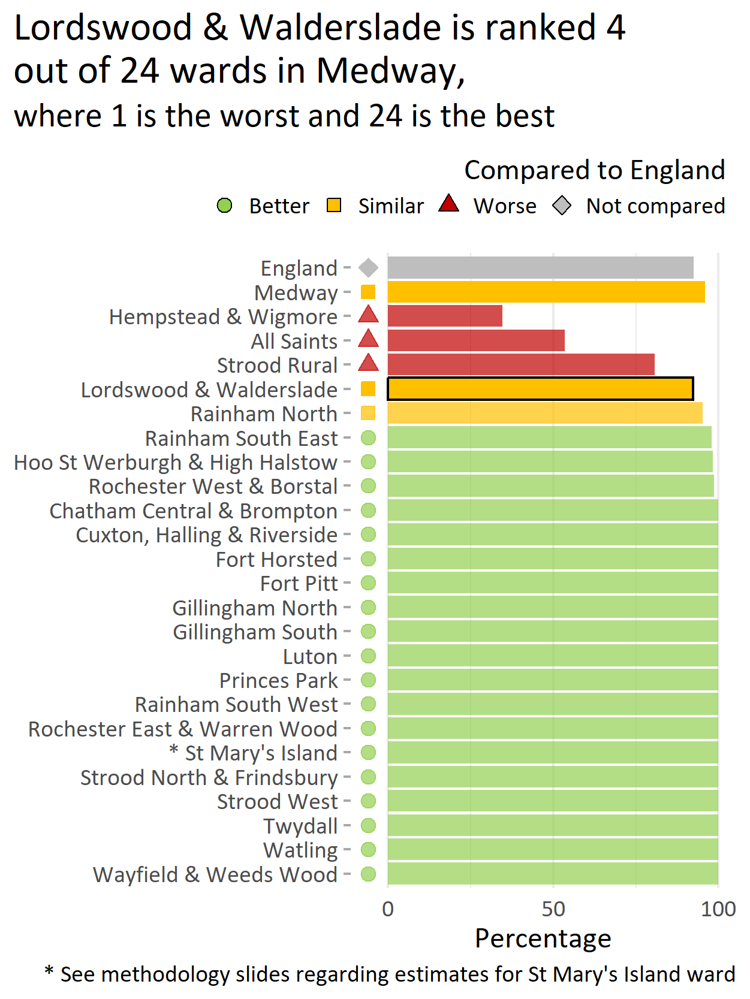 Lordswood & Walderslade is ranked 4
out of 24 wards in Medway,
where 1 is the worst and 24 is the best
Compared to England
Better Similar Worse Not compared
England
Medway
Hempstead & Wigmore
All Saints
Strood Rural
Lordswood & Walderslade
Rainham North
Rainham South East
Hoo St Werburgh & High Halstow
Rochester West & Borstal
Chatham Central & Brompton
Cuxton, Halling & Riverside
Fort Horsted
Fort Pitt
Gillingham North
Gillingham South
Luton
Princes Park
Rainham South West
Rochester East & Warren Wood
* St Mary's Island
Strood North & Frindsbury
Strood West
Twydall
Watling
Wayfield & Weeds Wood
0 50 100
Percentage
* See methodology slides regarding estimates for St Mary's Island ward